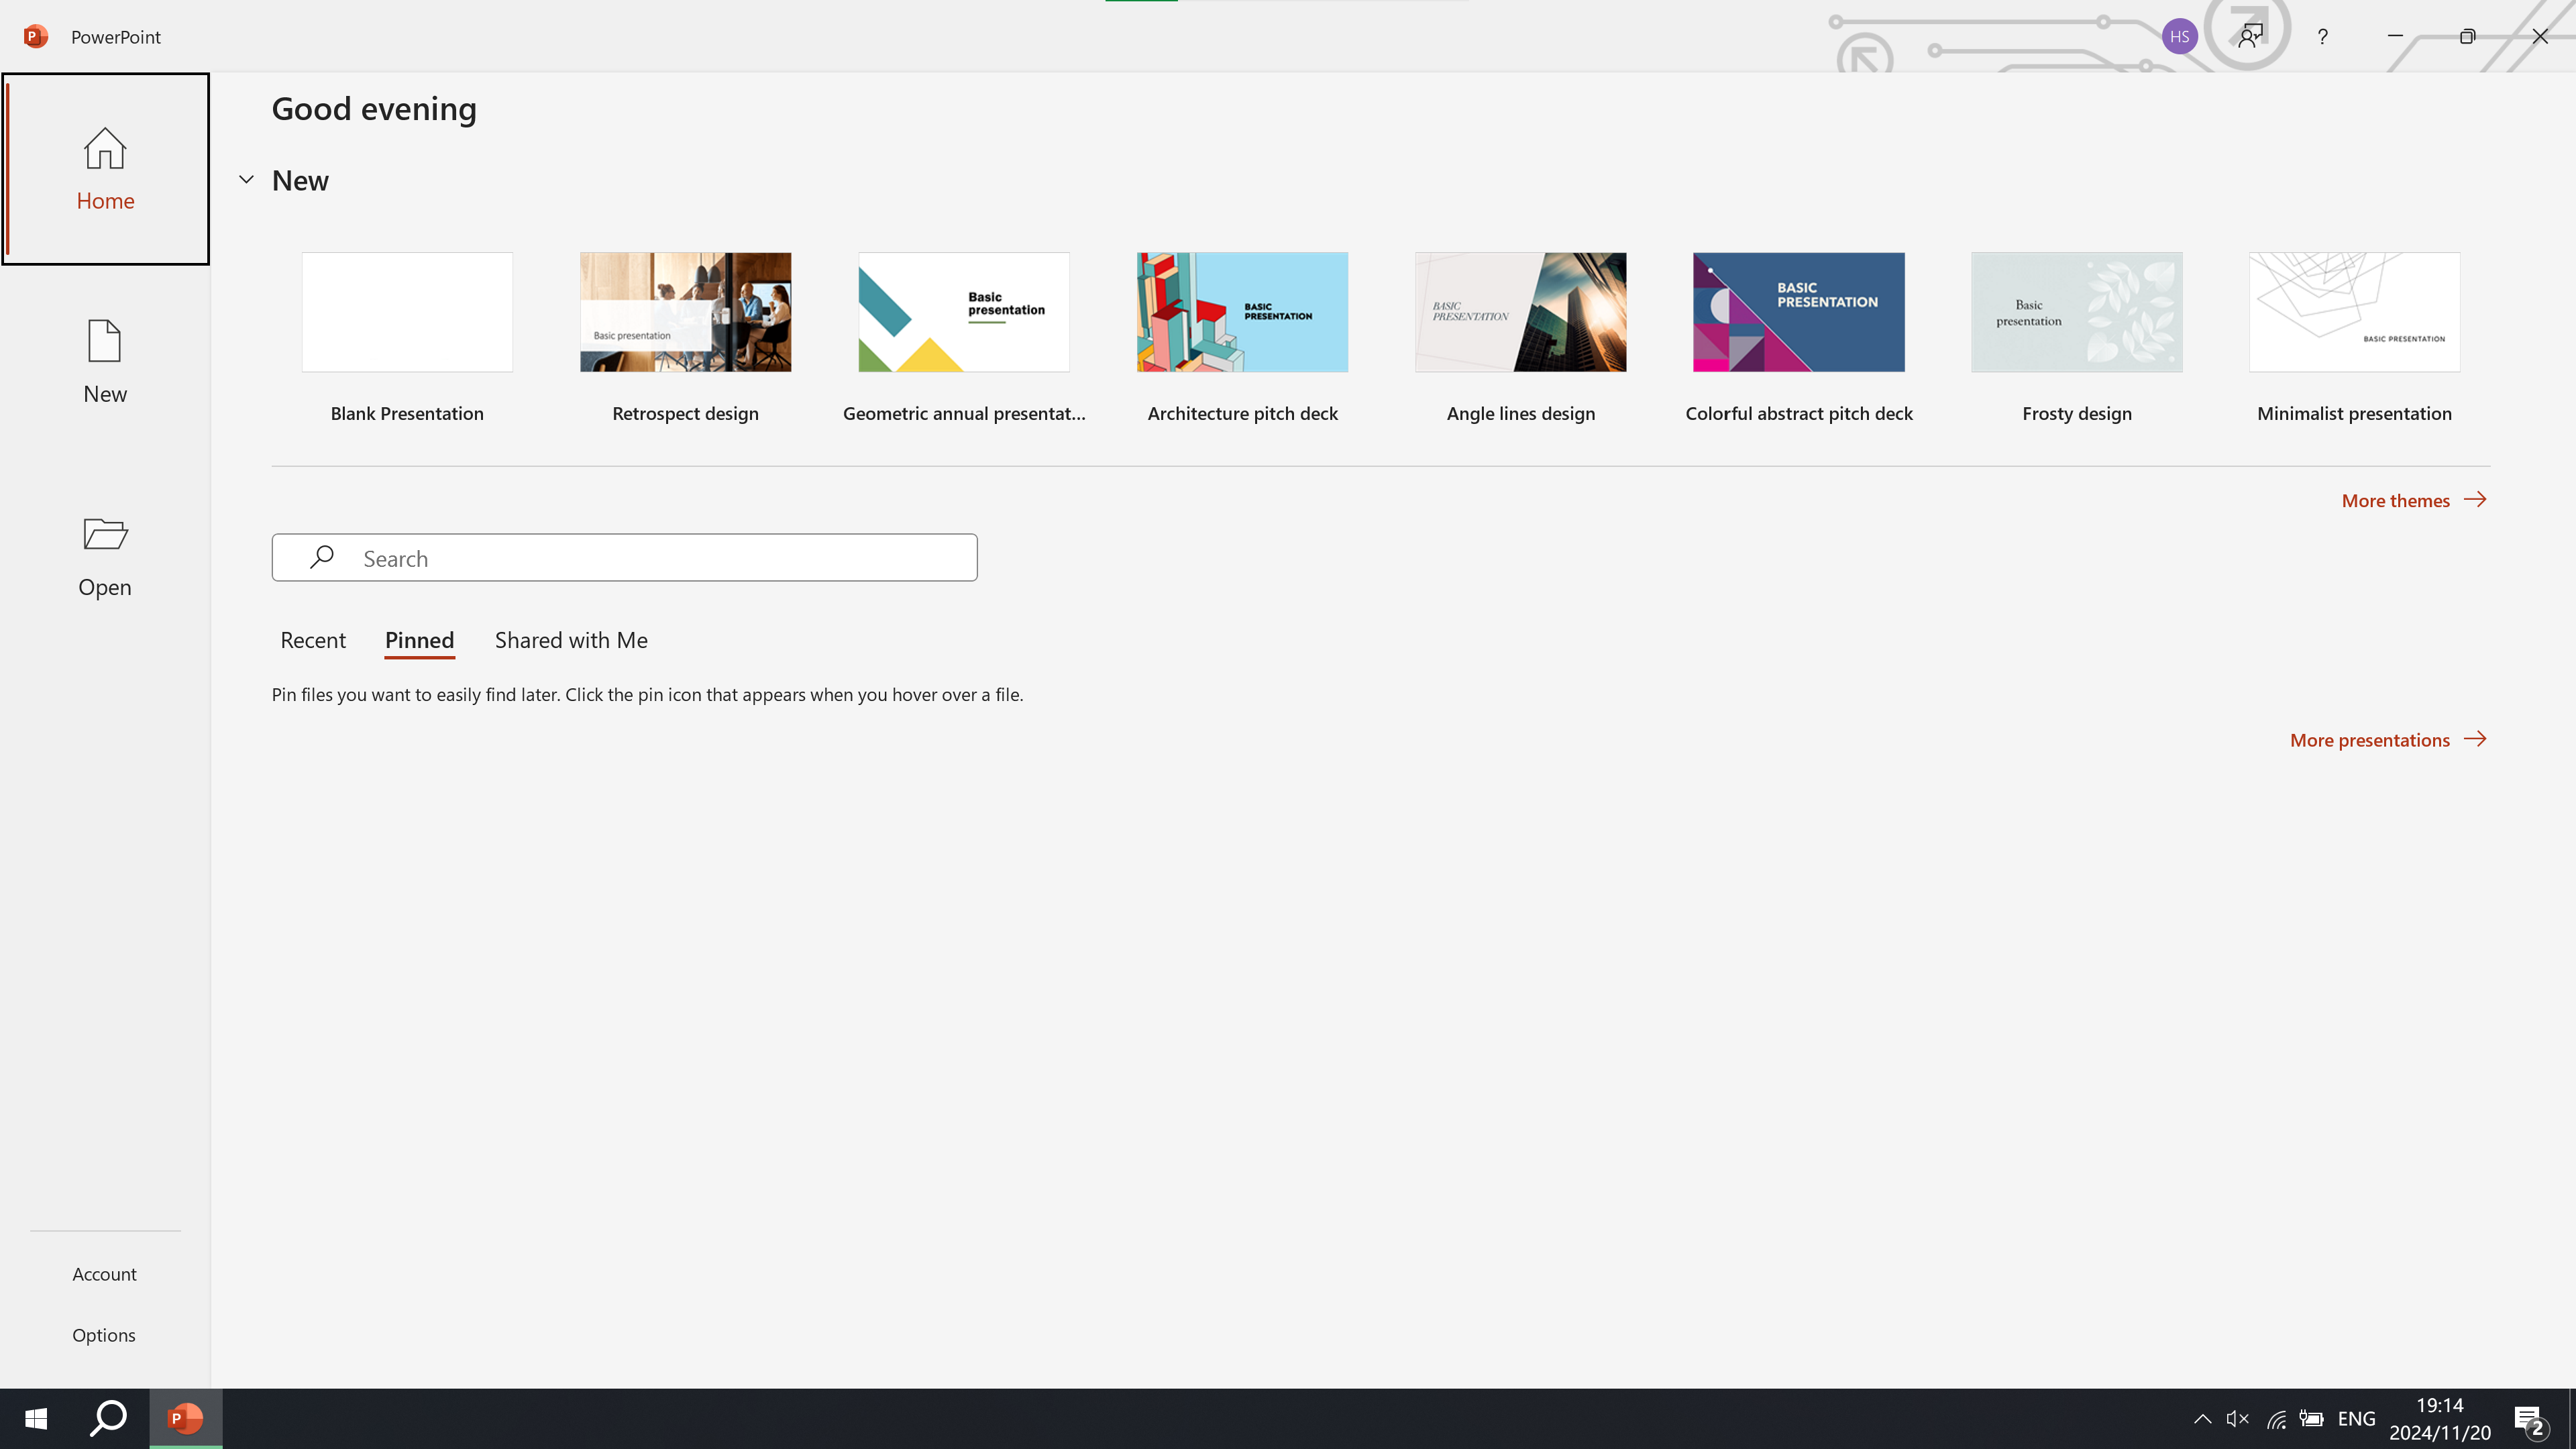 PowerPoint
HS
?
Good evening
Home
New
Basic presentation
Basic
presentation
BASIC
PRESENTATION
BASIC
PRESENTATION
BASIC
PRESENTATION
Basic
presentation
BASIC PRESENTATION
Blank Presentation
Retrospect design
Geometric annual presentat...
Architecture pitch deck
Angle lines design
Colorful abstract pitch deck
Frosty design
Minimalist presentation
New
More themes
Search
Open
Recent
Pinned
Shared with Me
Pin files you want to easily find later. Click the pin icon that appears when you hover over a file.
More presentations
Account
Options
ENG
19:14
2024/11/20
2